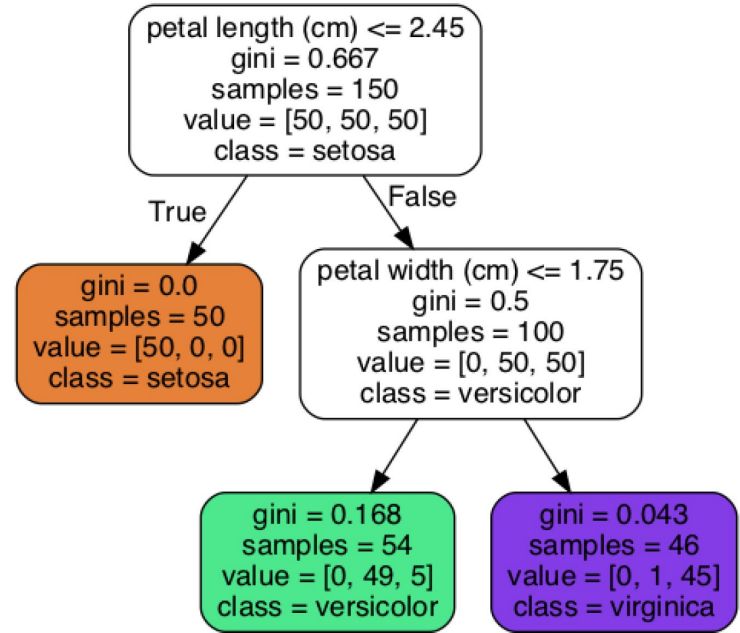 petal length (cm) <= 2.45
gini = 0.667
samples = 150
value = [50, 50, 50]
class = setosa
True
False
gini = 0.0
samples = 50
value = [50, 0, 0]
class = setosa
petal width (cm) <= 1.75
gini = 0.5
samples = 100
value = [0, 50, 50]
class = versicolor
gini = 0.168
samples = 54
value = [0, 49, 5]
class = versicolor
gini = 0.043
samples = 46
value = [0, 1, 45]
class = virginica